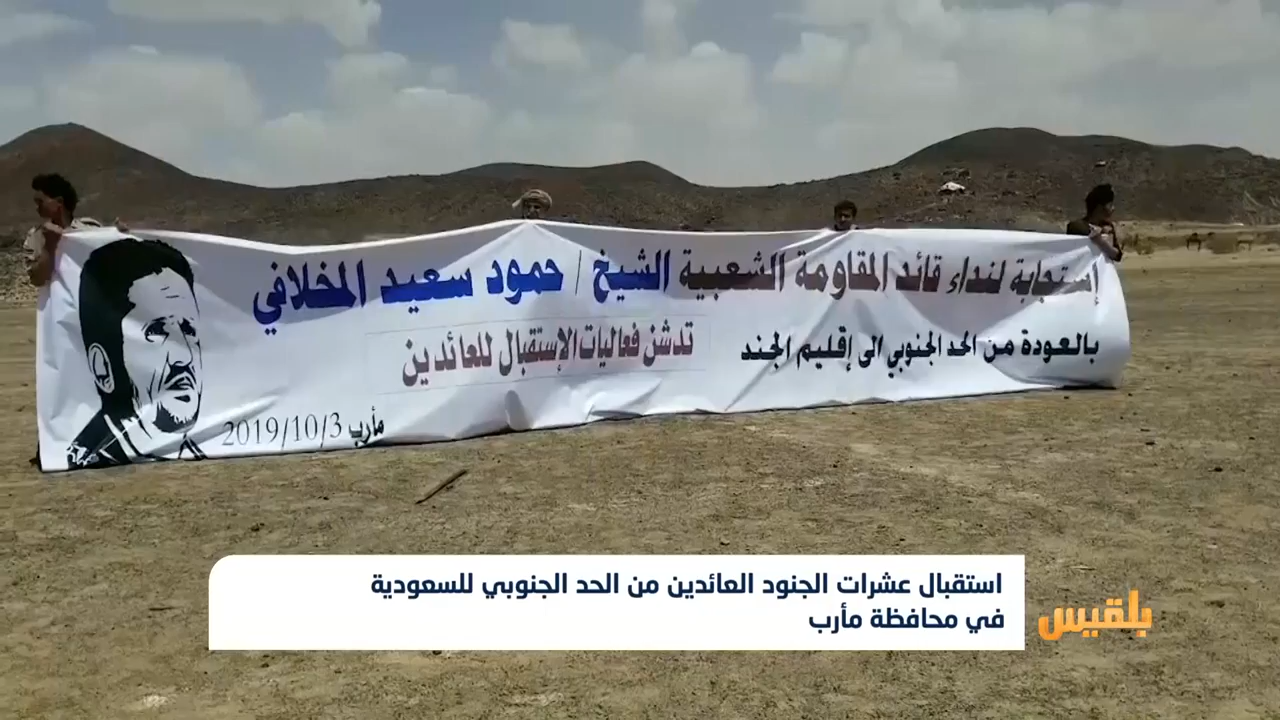 إستجابة لنداء قائد المقاومة الشعبية الشيخ / حمود سعيد المخلافي
بالعودة من الحد الجنوبي الى إقليم الجند
تدشن فعاليات الإستقبال للعائدين
مأرب 2019/10/3
استقبال عشرات الجنود العائدين من الحد الجنوبي للسعودية
في محافظة مأرب
بلقيس